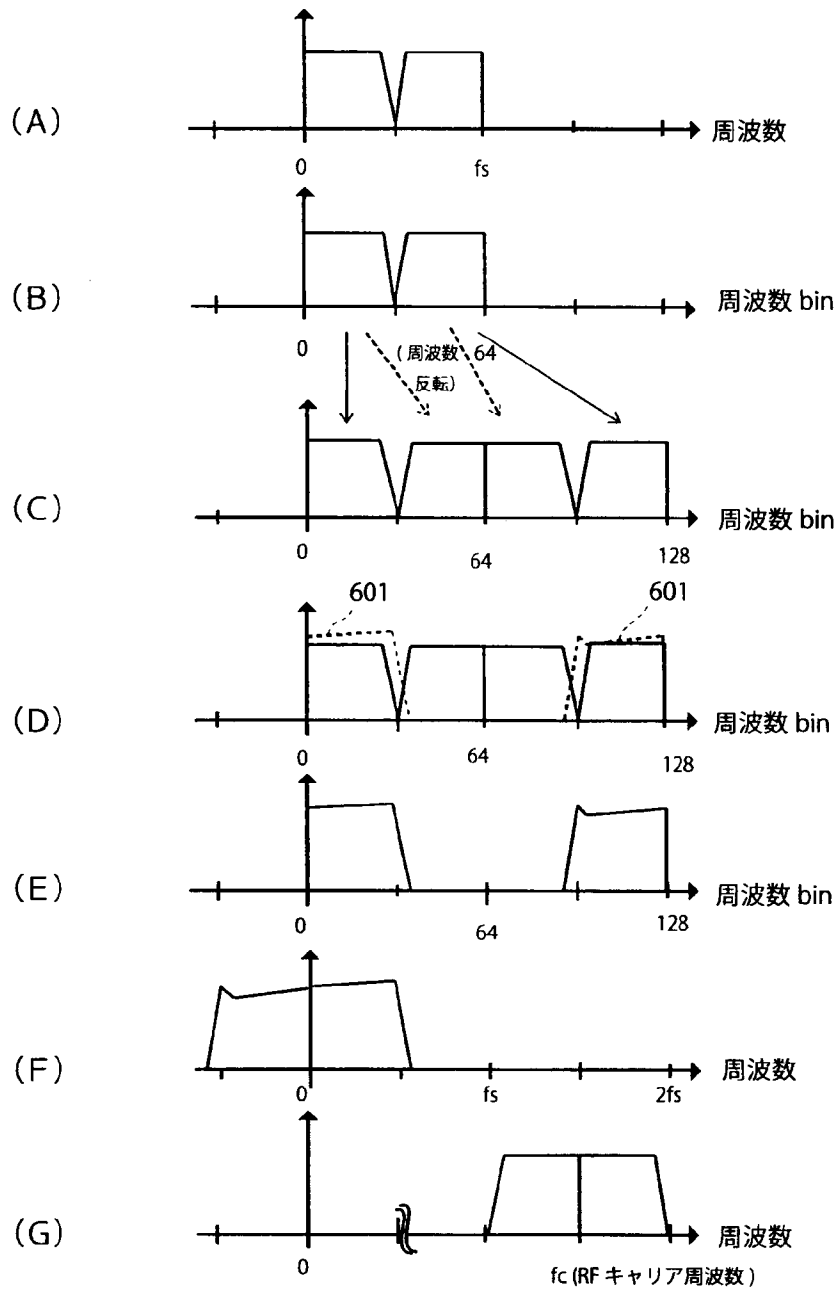 (A)
周波数
0
fs
(B)
周波数 bin
0
(周波数 64
反転)
(C)
周波数 bin
0
64
128
601
601
(D)
周波数 bin
0
64
128
(E)
周波数 bin
0
64
128
(F)
周波数
0
fs
2fs
(G)
周波数
0
fc (RF キャリア周波数)